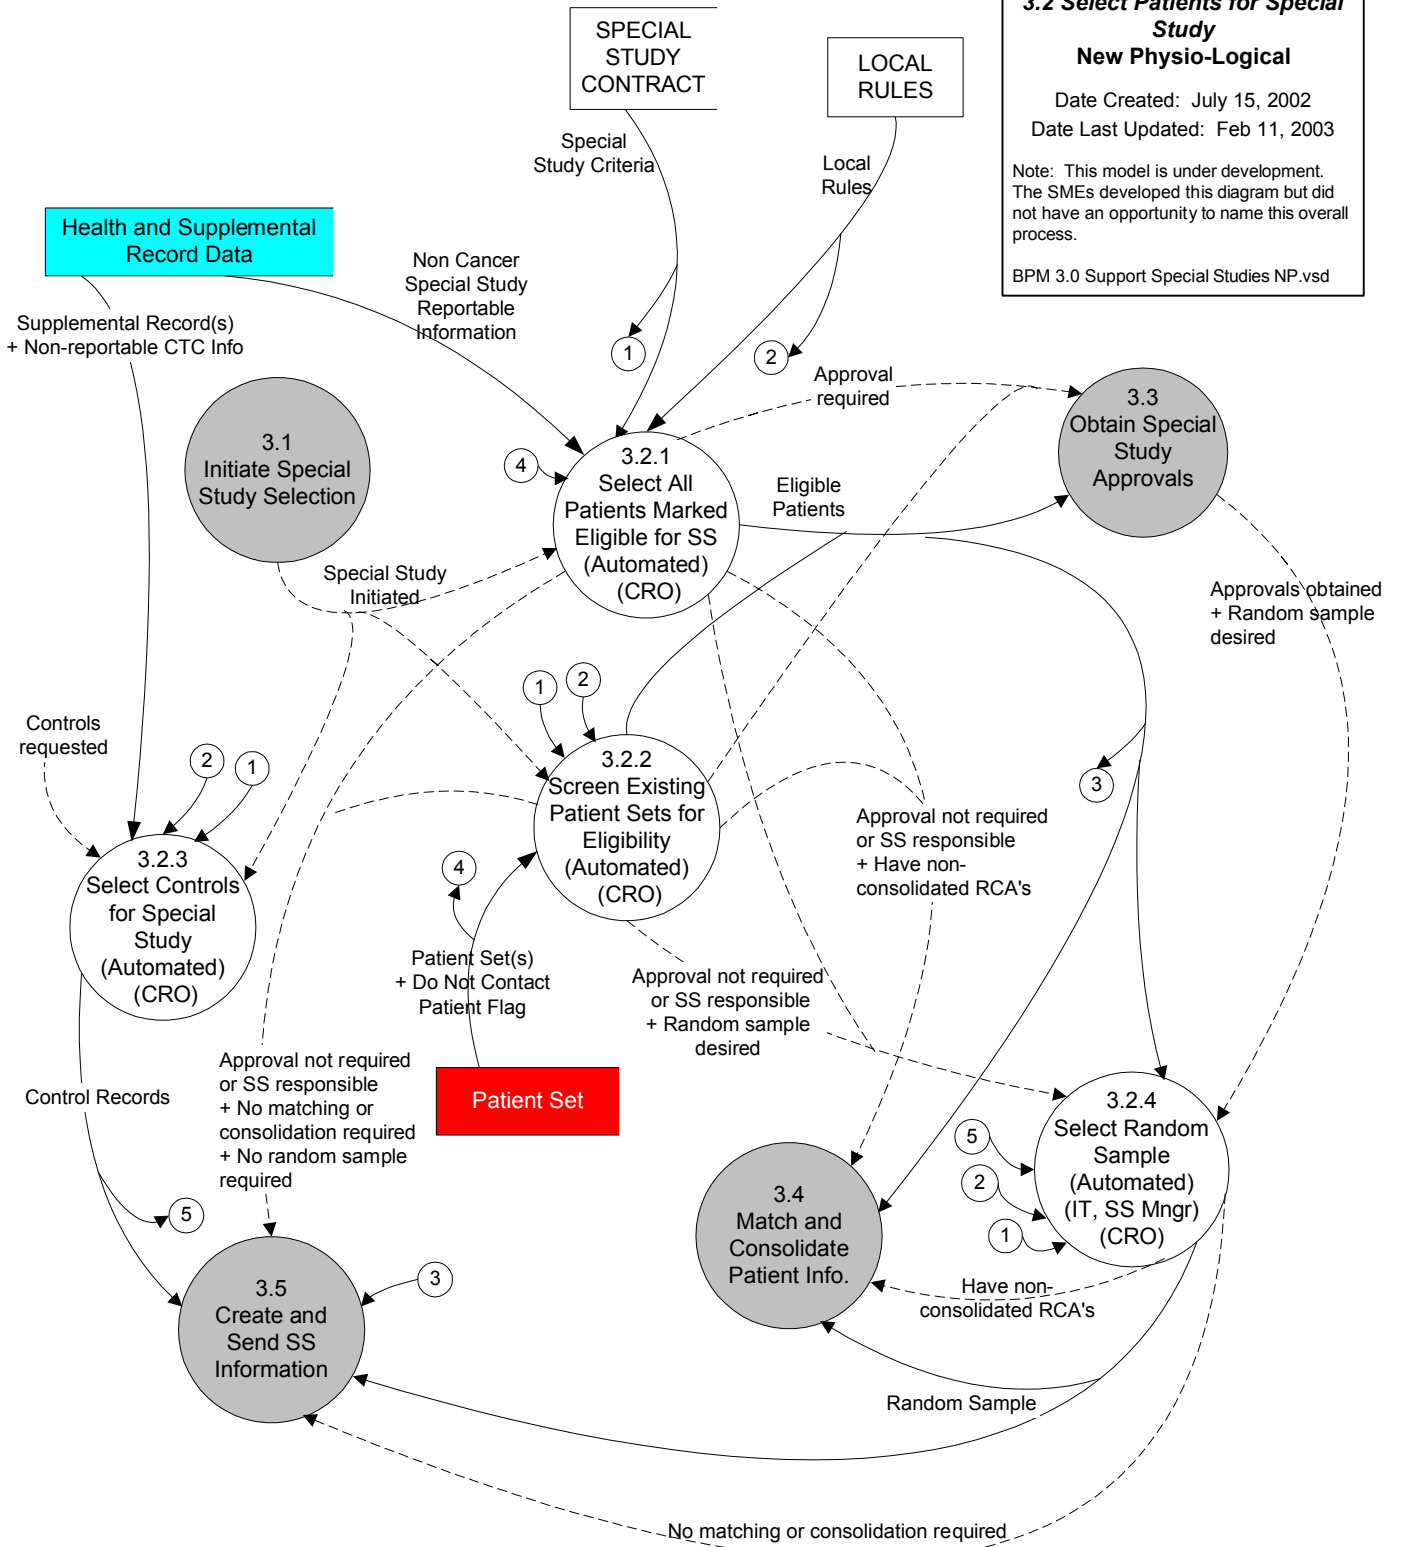 3.2 Select Patients for Special
Study
New Physio-Logical
Date Created:  July 15, 2002
Date Last Updated:  Feb 11, 2003
Note:  This model is under development.
The SMEs developed this diagram but did
not have an opportunity to name this overall
process.
BPM 3.0 Support Special Studies NP.vsd
SPECIAL
STUDY
CONTRACT
LOCAL
RULES
Special
Study Criteria
Local
Rules
Health and Supplemental
Record Data
Non Cancer
Special Study
Reportable
Information
Supplemental Record(s)
+ Non-reportable CTC Info
1
2
Approval
required
3.3
Obtain Special
Study
Approvals
3.1
Initiate Special
Study Selection
4
3.2.1
Select All
Patients Marked
Eligible for SS
(Automated)
(CRO)
Eligible
Patients
Special Study
Initiated
Approvals obtained
+ Random sample
desired
Controls
requested
2
1
1
2
3.2.2
Screen Existing
Patient Sets for
Eligibility
(Automated)
(CRO)
3
Approval not required
or SS responsible
+ Have non-
consolidated RCA's
3.2.3
Select Controls
for Special
Study
(Automated)
(CRO)
4
Patient Set(s)
+ Do Not Contact
Patient Flag
Approval not required
or SS responsible
+ Random sample
desired
Approval not required
or SS responsible
+ No matching or
consolidation required
+ No random sample
required
Patient Set
Control Records
5
3.2.4
Select Random
Sample
(Automated)
(IT, SS Mngr)
(CRO)
5
2
1
3.4
Match and
Consolidate
Patient Info.
3
3.5
Create and
Send SS
Information
Have non-
consolidated RCA's
Random Sample
No matching or consolidation required